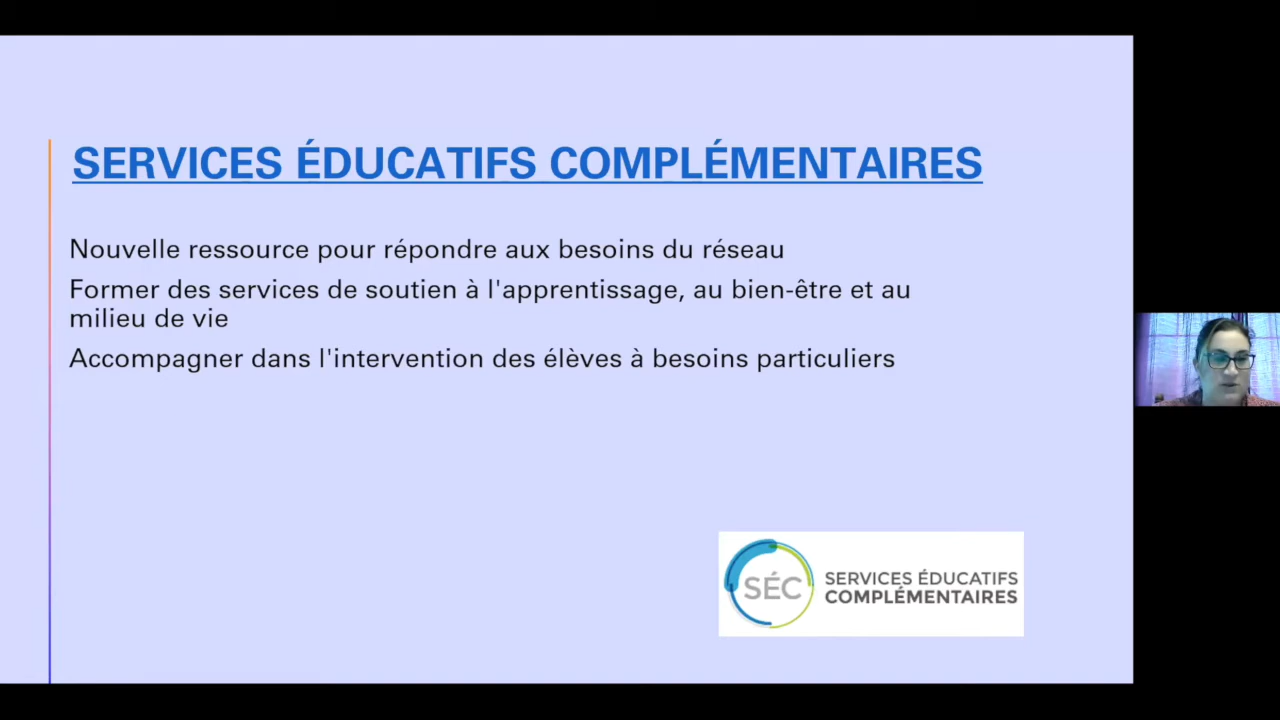 SERVICES ÉDUCATIFS COMPLÉMENTAIRES
Nouvelle ressource pour répondre aux besoins du réseau
Former des services de soutien à l'apprentissage, au bien-être et au
milieu de vie
Accompagner dans l'intervention des élèves à besoins particuliers
SÉC
SERVICES ÉDUCATIFS
COMPLÉMENTAIRES